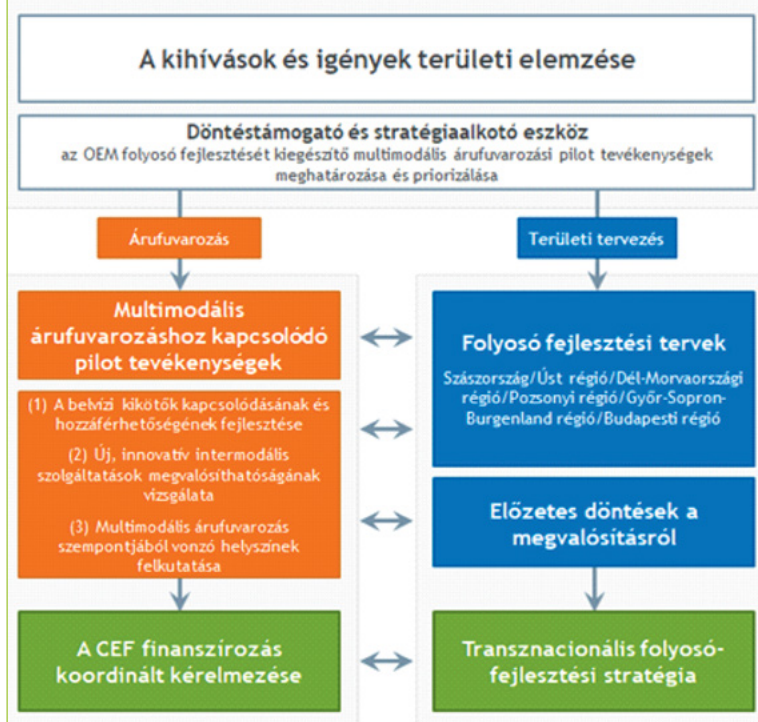 A kihívások és igények területi elemzése
Döntéstámogató és stratégiaalkotó eszköz
az OEM folyosó fejlesztését kiegészítő multimodális árufuvarozási pilot tevékenységek
meghatározása és priorizálása
Árufuvarozás
Területi tervezés
Multimodális
árufuvarozáshoz kapcsolódó
pilot tevékenységek
(1) A belvízi kikötők kapcsolódásának és
hozzáférhetőségének fejlesztése
(2) Új, innovatív intermodális
szolgáltatások megvalósíthatóságának
vizsgálata
(3) Multimodális árufuvarozás
szempontjából vonzó helyszínek
felkutatása
Folyosó fejlesztési tervek
Szászország/Úst régió/Dél-Morvaországi
régió/Pozsonyi régió/Győr-Sopron-
Burgenland régió/Budapesti régió
Előzetes döntések a
megvalósításról
A CEF finanszírozás
koordinált kérelmezése
Transznacionális folyosó-
fejlesztési stratégia